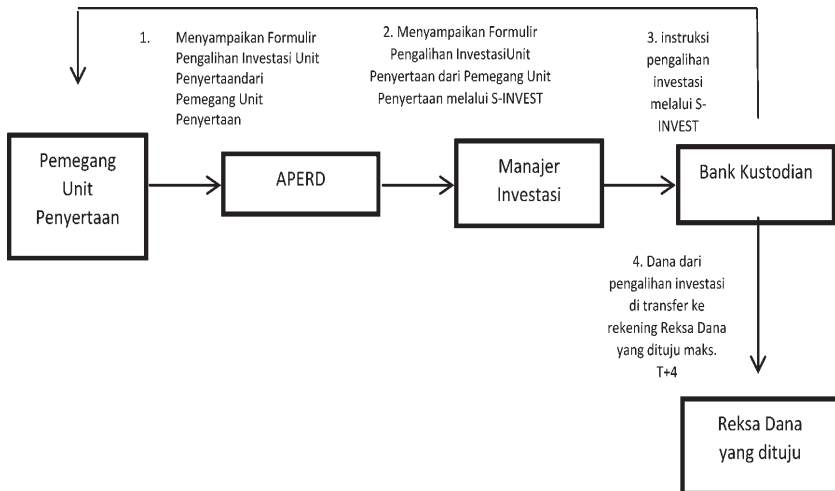 1. Menyampaikan Formulir
Pengalihan Investasi Unit
Penyertaandari
Pemegang Unit
Penyertaan
2. Menyampaikan Formulir
Pengalihan InvestasiUnit
Penyertaan dari Pemegang Unit
Penyertaan melalui S-INVEST
3. instruksi
pengalihan
investasi
melalui S-
INVEST
Pemegang
Unit
Penyertaan
APERD
Manajer
Investasi
Bank Kustodian
4. Dana dari
pengalihan investasi
di transfer ke
rekening Reksa Dana
yang dituju maks.
T+4
Reksa Dana
yang dituju